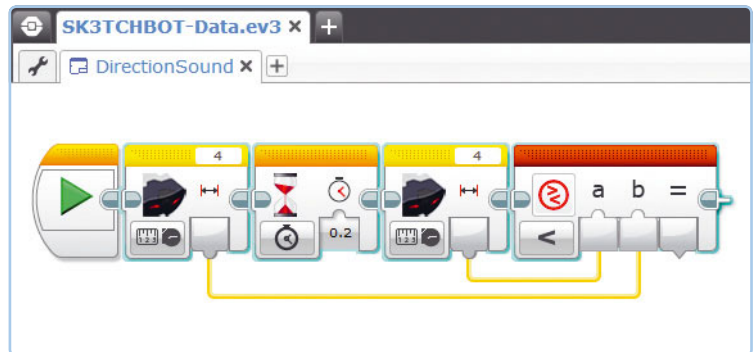 SK3TCHBOT-Data.ev3
DirectionSound
4
4
a b =
0.2
<